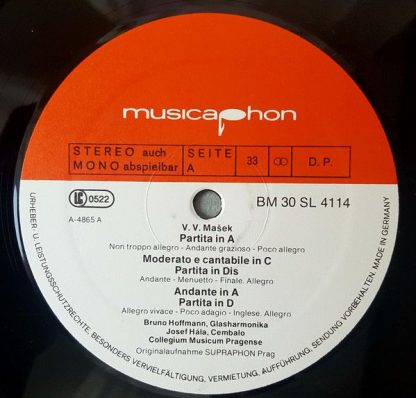 musicaphon
STEREO auch MONO abspielbar SEITE A 33 D. P.
LC 0522
A-4865 A
BM 30 SL 4114
V. V. Mašek
Partita in A
Non troppo allegro - Andante grazioso - Poco allegro
Moderato e cantabile in C
Partita in Dis
Andante - Menuetto - Finale. Allegro
Andante in A
Partita in D
Allegro vivace - Poco adagio - Inglese. Allegro
Bruno Hoffmann, Glasharmonika
Josef Hála, Cembalo
Collegium Musicum Pragense
Originalaufnahme SUPRAPHON Prag
URHEBER- U. LEISTUNGSSCHUTZRECHTE, BESONDERS VERVIELFÄLTIGUNG, VERMIETUNG, AUFFÜHRUNG, SENDUNG VORBEHALTEN. MADE IN GERMANY